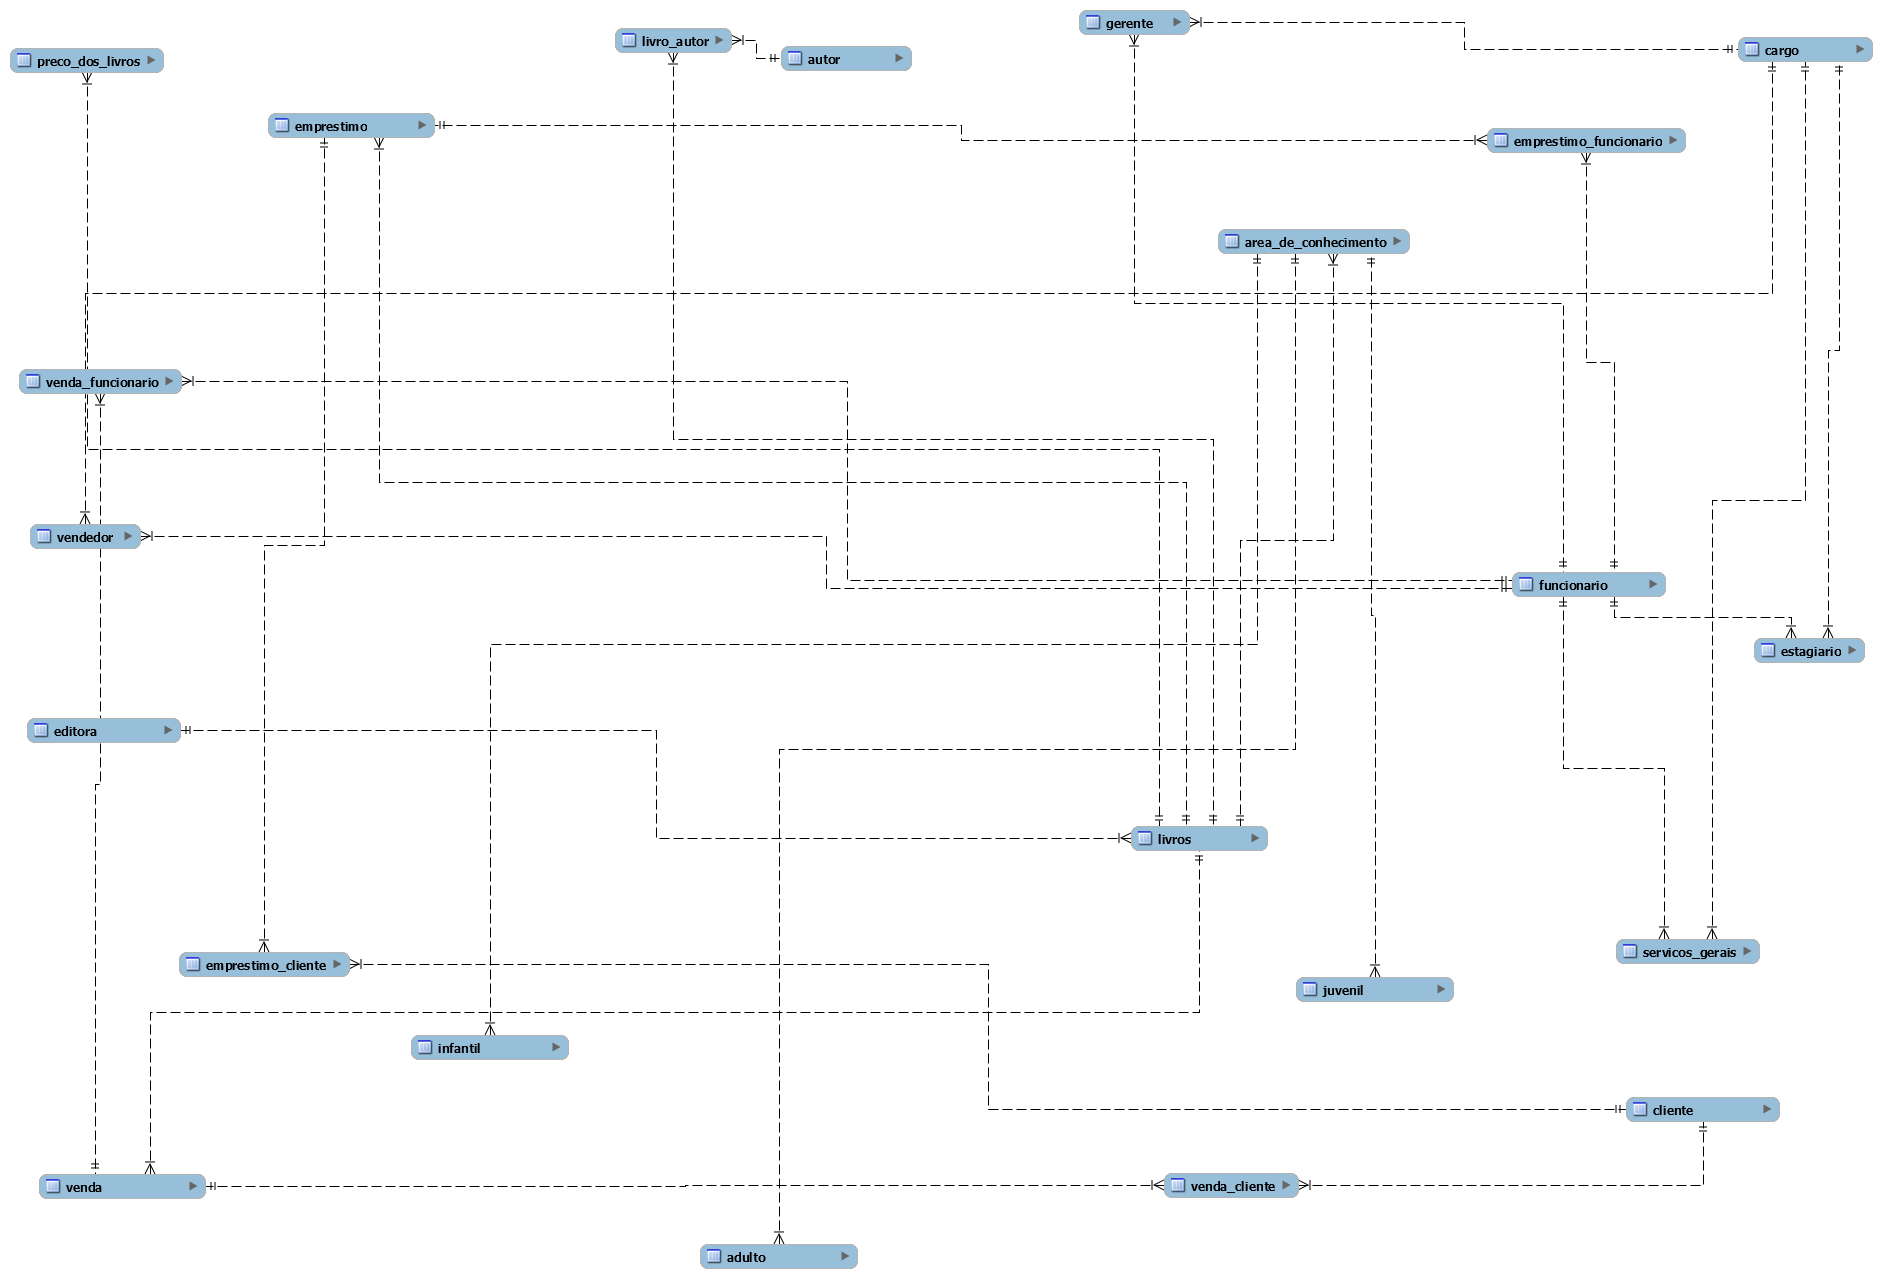 gerente
livro_autor
cargo
autor
preco_dos_livros
emprestimo
emprestimo_funcionario
area_de_conhecimento
venda_funcionario
vendedor
funcionario
estagiario
editora
livros
servicos_gerais
emprestimo_cliente
juvenil
infantil
cliente
venda
venda_cliente
adulto